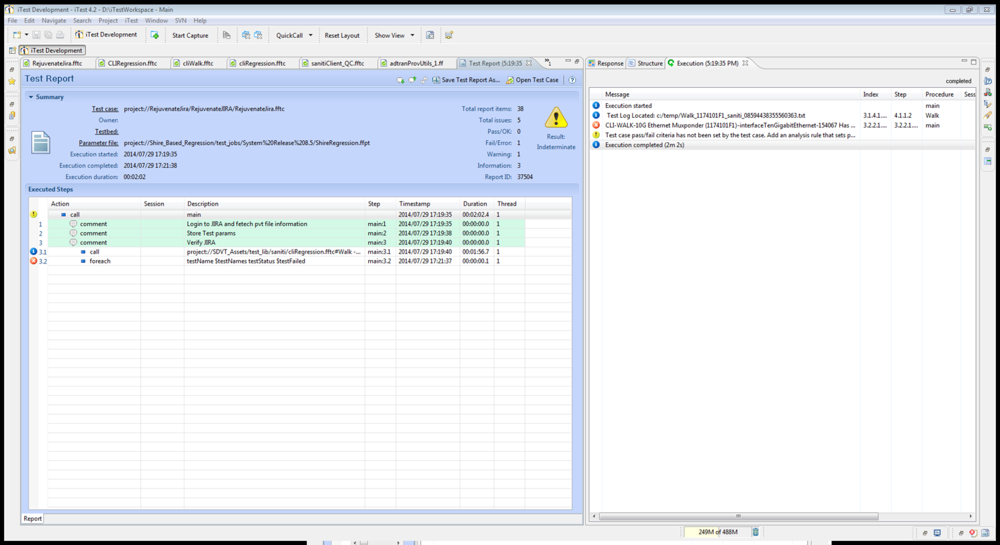 iTest Development - iTest 4.2 - D:\iTestWorkspace - Main
File Edit Navigate Search Project iTest Window SVN Help
iTest Development Start Capture QuickCall Reset Layout Show View
iTest Development
RejuvenateJira.fftc CLIRegression.fftc cliWalk.fftc cliRegression.fftc sanitiClient_QC.fftc adtranProvUtils_1.ff Test Report (5:19:35 »1
Response Structure Execution (5:19:35 PM)
Test Report
Save Test Report As... Open Test Case
completed
Summary
Test case: project://RejuvenateJira/RejuvenateJIRA/RejuvenateJira.fftc
Owner:
Testbed:
Parameter file: project://Shire_Based_Regression/test_jobs/System%20Release%208.5/ShireRegression.ffpt
Execution started: 2014/07/29 17:19:35
Execution completed: 2014/07/29 17:21:38
Execution duration: 00:02:02
Total report items: 38
Total issues: 5
Pass/OK: 0
Fail/Error: 1
Warning: 1
Information: 3
Report ID: 37504
Result:
Indeterminate
Executed Steps
Action Session Description Step Timestamp Duration Thread
call main 2014/07/29 17:19:35 00:02:02.4 1
1 comment Login to JIRA and fetech pvt file information main:1 2014/07/29 17:19:35 00:00:00.0 1
2 comment Store Test params main:2 2014/07/29 17:19:38 00:00:00.0 1
3 comment Verify JIRA main:3 2014/07/29 17:19:40 00:00:00.0 1
3.1 call project://SDVT_Assets/test_lib/saniti/cliRegression.fftc#Walk -... main:3.1 2014/07/29 17:19:40 00:01:56.7 1
3.2 foreach testName $testNames testStatus $testFailed main:3.2 2014/07/29 17:21:37 00:00:00.1 1
Report
Message Index Step Procedure Sess
Execution started main
Test Log Located: c:/temp/Walk_1174101F1_saniti_08594438355560363.txt 3.1.4.1.... 4.1.1.2 Walk
CLI-WALK-10G Ethernet Muxponder (1174101F1)-interfaceTenGigabitEthernet-154067 Has ... 3.2.2.1.... 3.2.2.1.... main
Test case pass/fail criteria has not been set by the test case. Add an analysis rule that sets p...
Execution completed (2m 2s)
249M of 488M